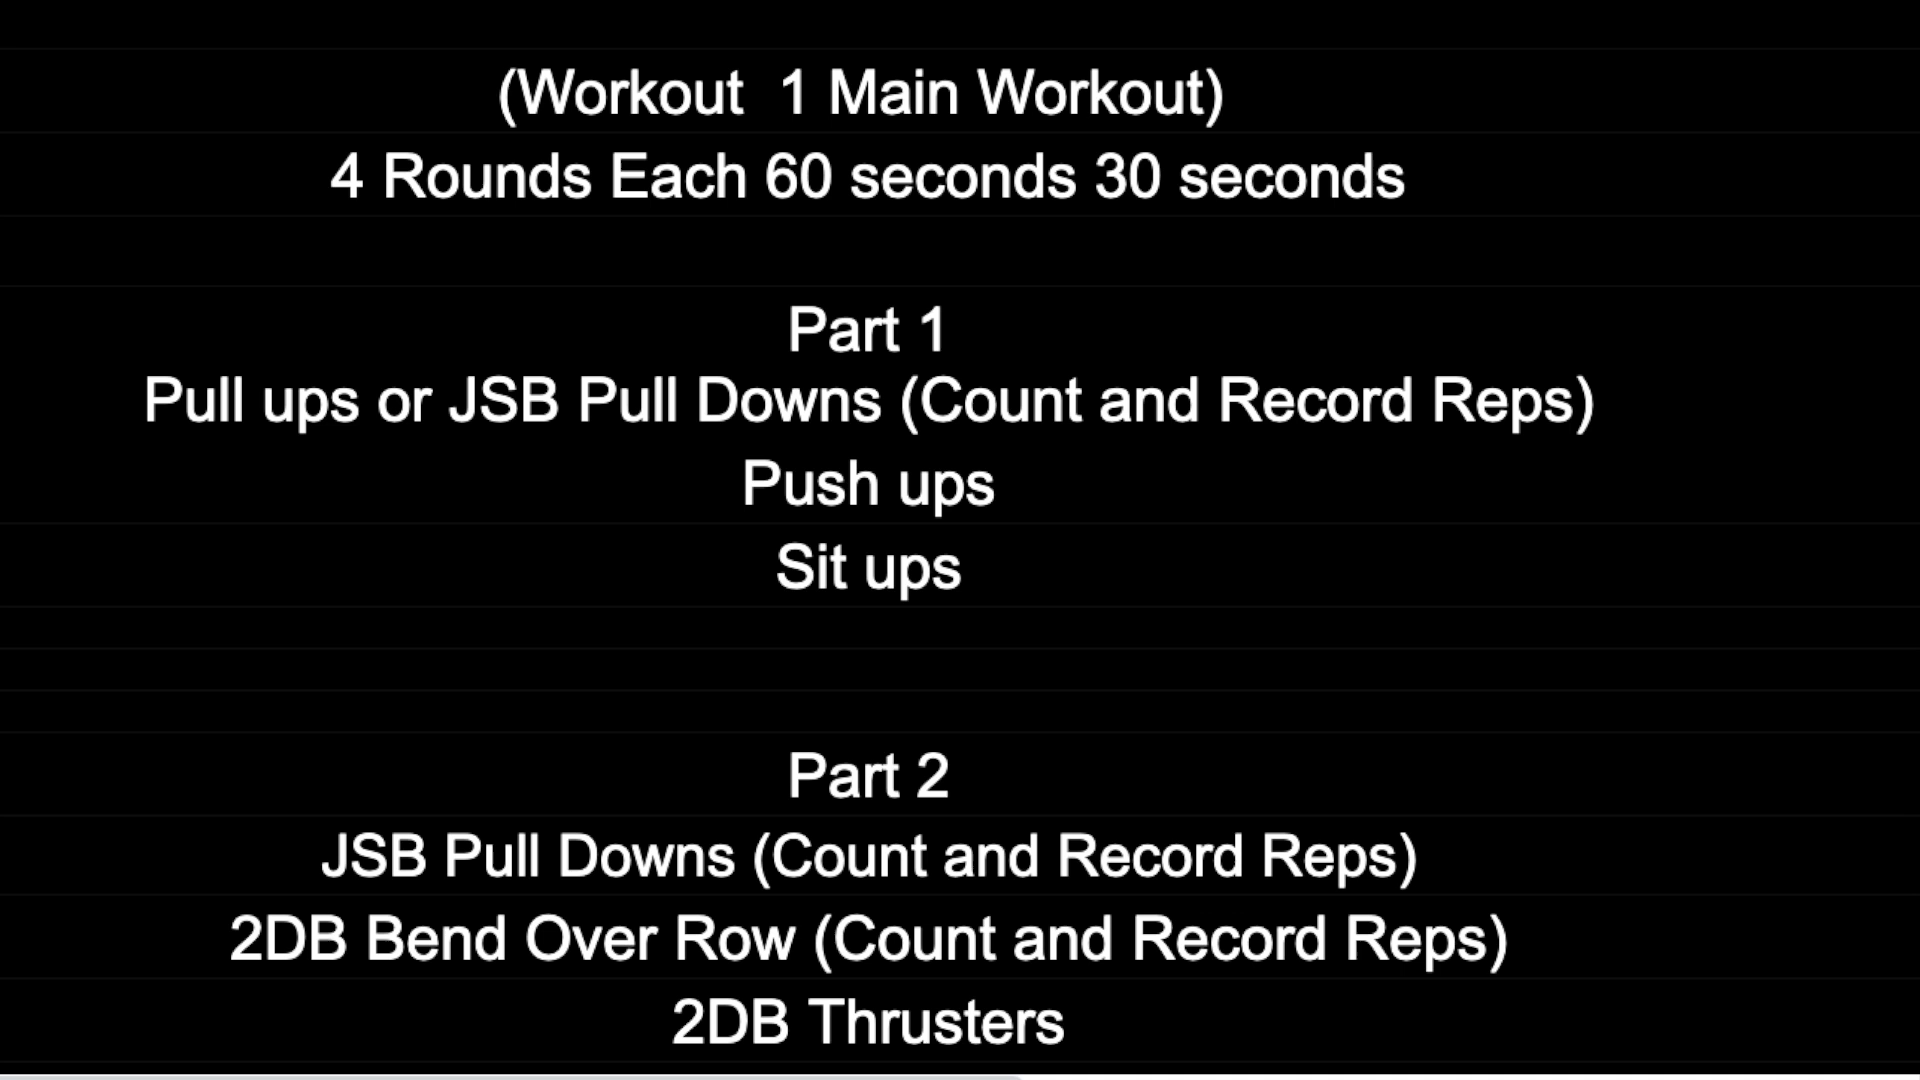 (Workout  1 Main Workout)
4 Rounds Each 60 seconds 30 seconds
Part 1
Pull ups or JSB Pull Downs (Count and Record Reps)
Push ups
Sit ups
Part 2
JSB Pull Downs (Count and Record Reps)
2DB Bend Over Row (Count and Record Reps)
2DB Thrusters